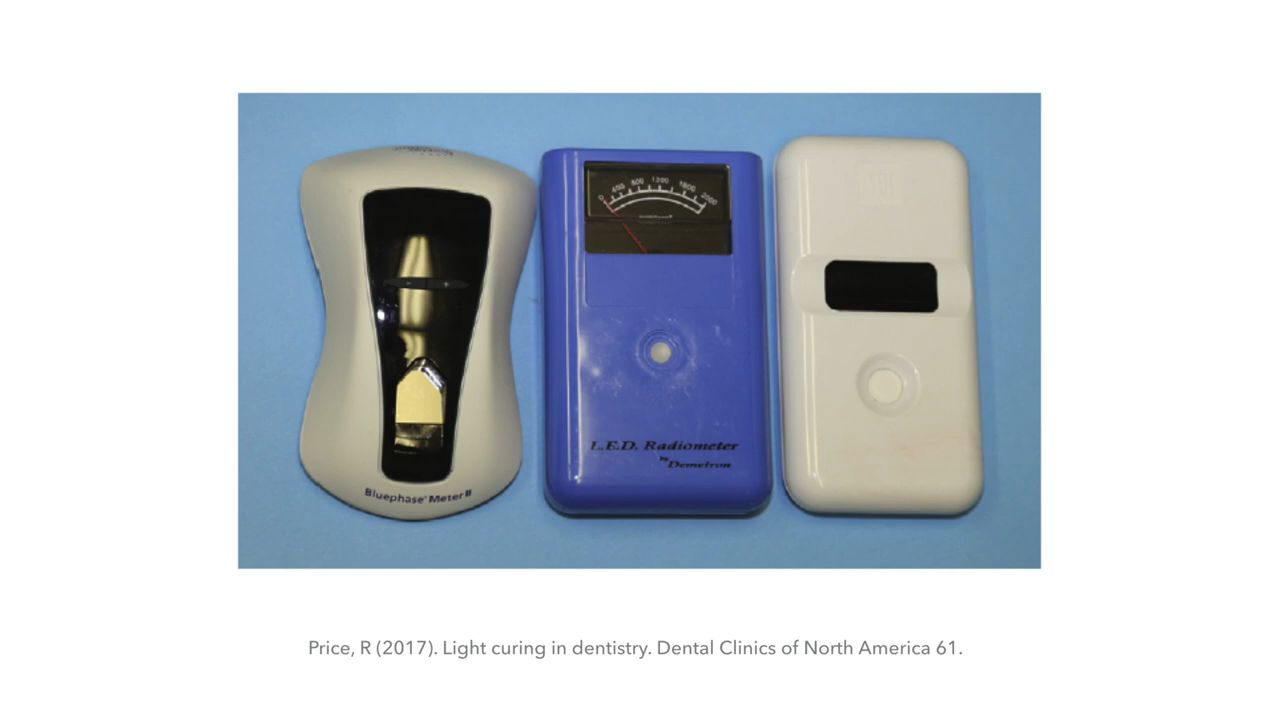 0 400 800 1200 1600 2000
L.E.D. Radiometer
by
Demetron
Bluephase® Meter II
Price, R (2017). Light curing in dentistry. Dental Clinics of North America 61.